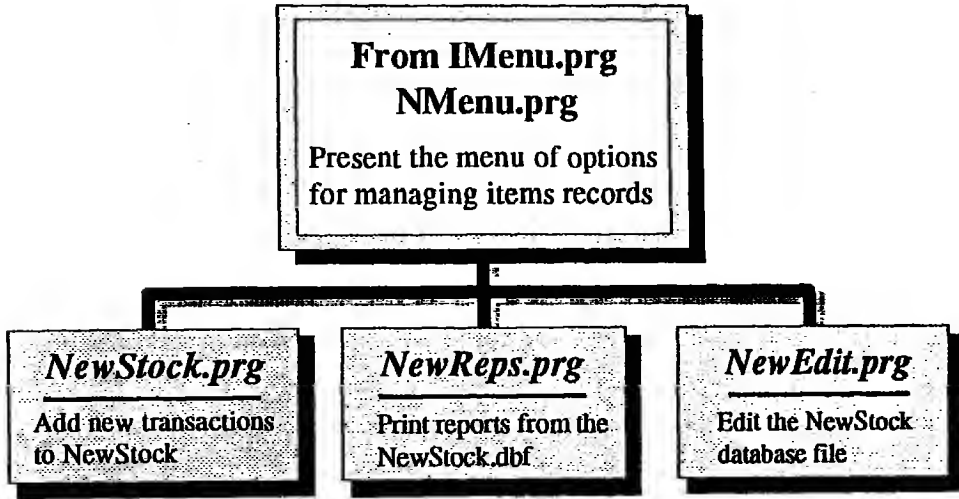 From IMenu.prg
NMenu.prg
Present the menu of options
for managing items records
NewStock.prg
Add new transactions
to NewStock
NewReps.prg
Print reports from the
NewStock.dbf
NewEdit.prg
Edit the NewStock
database file